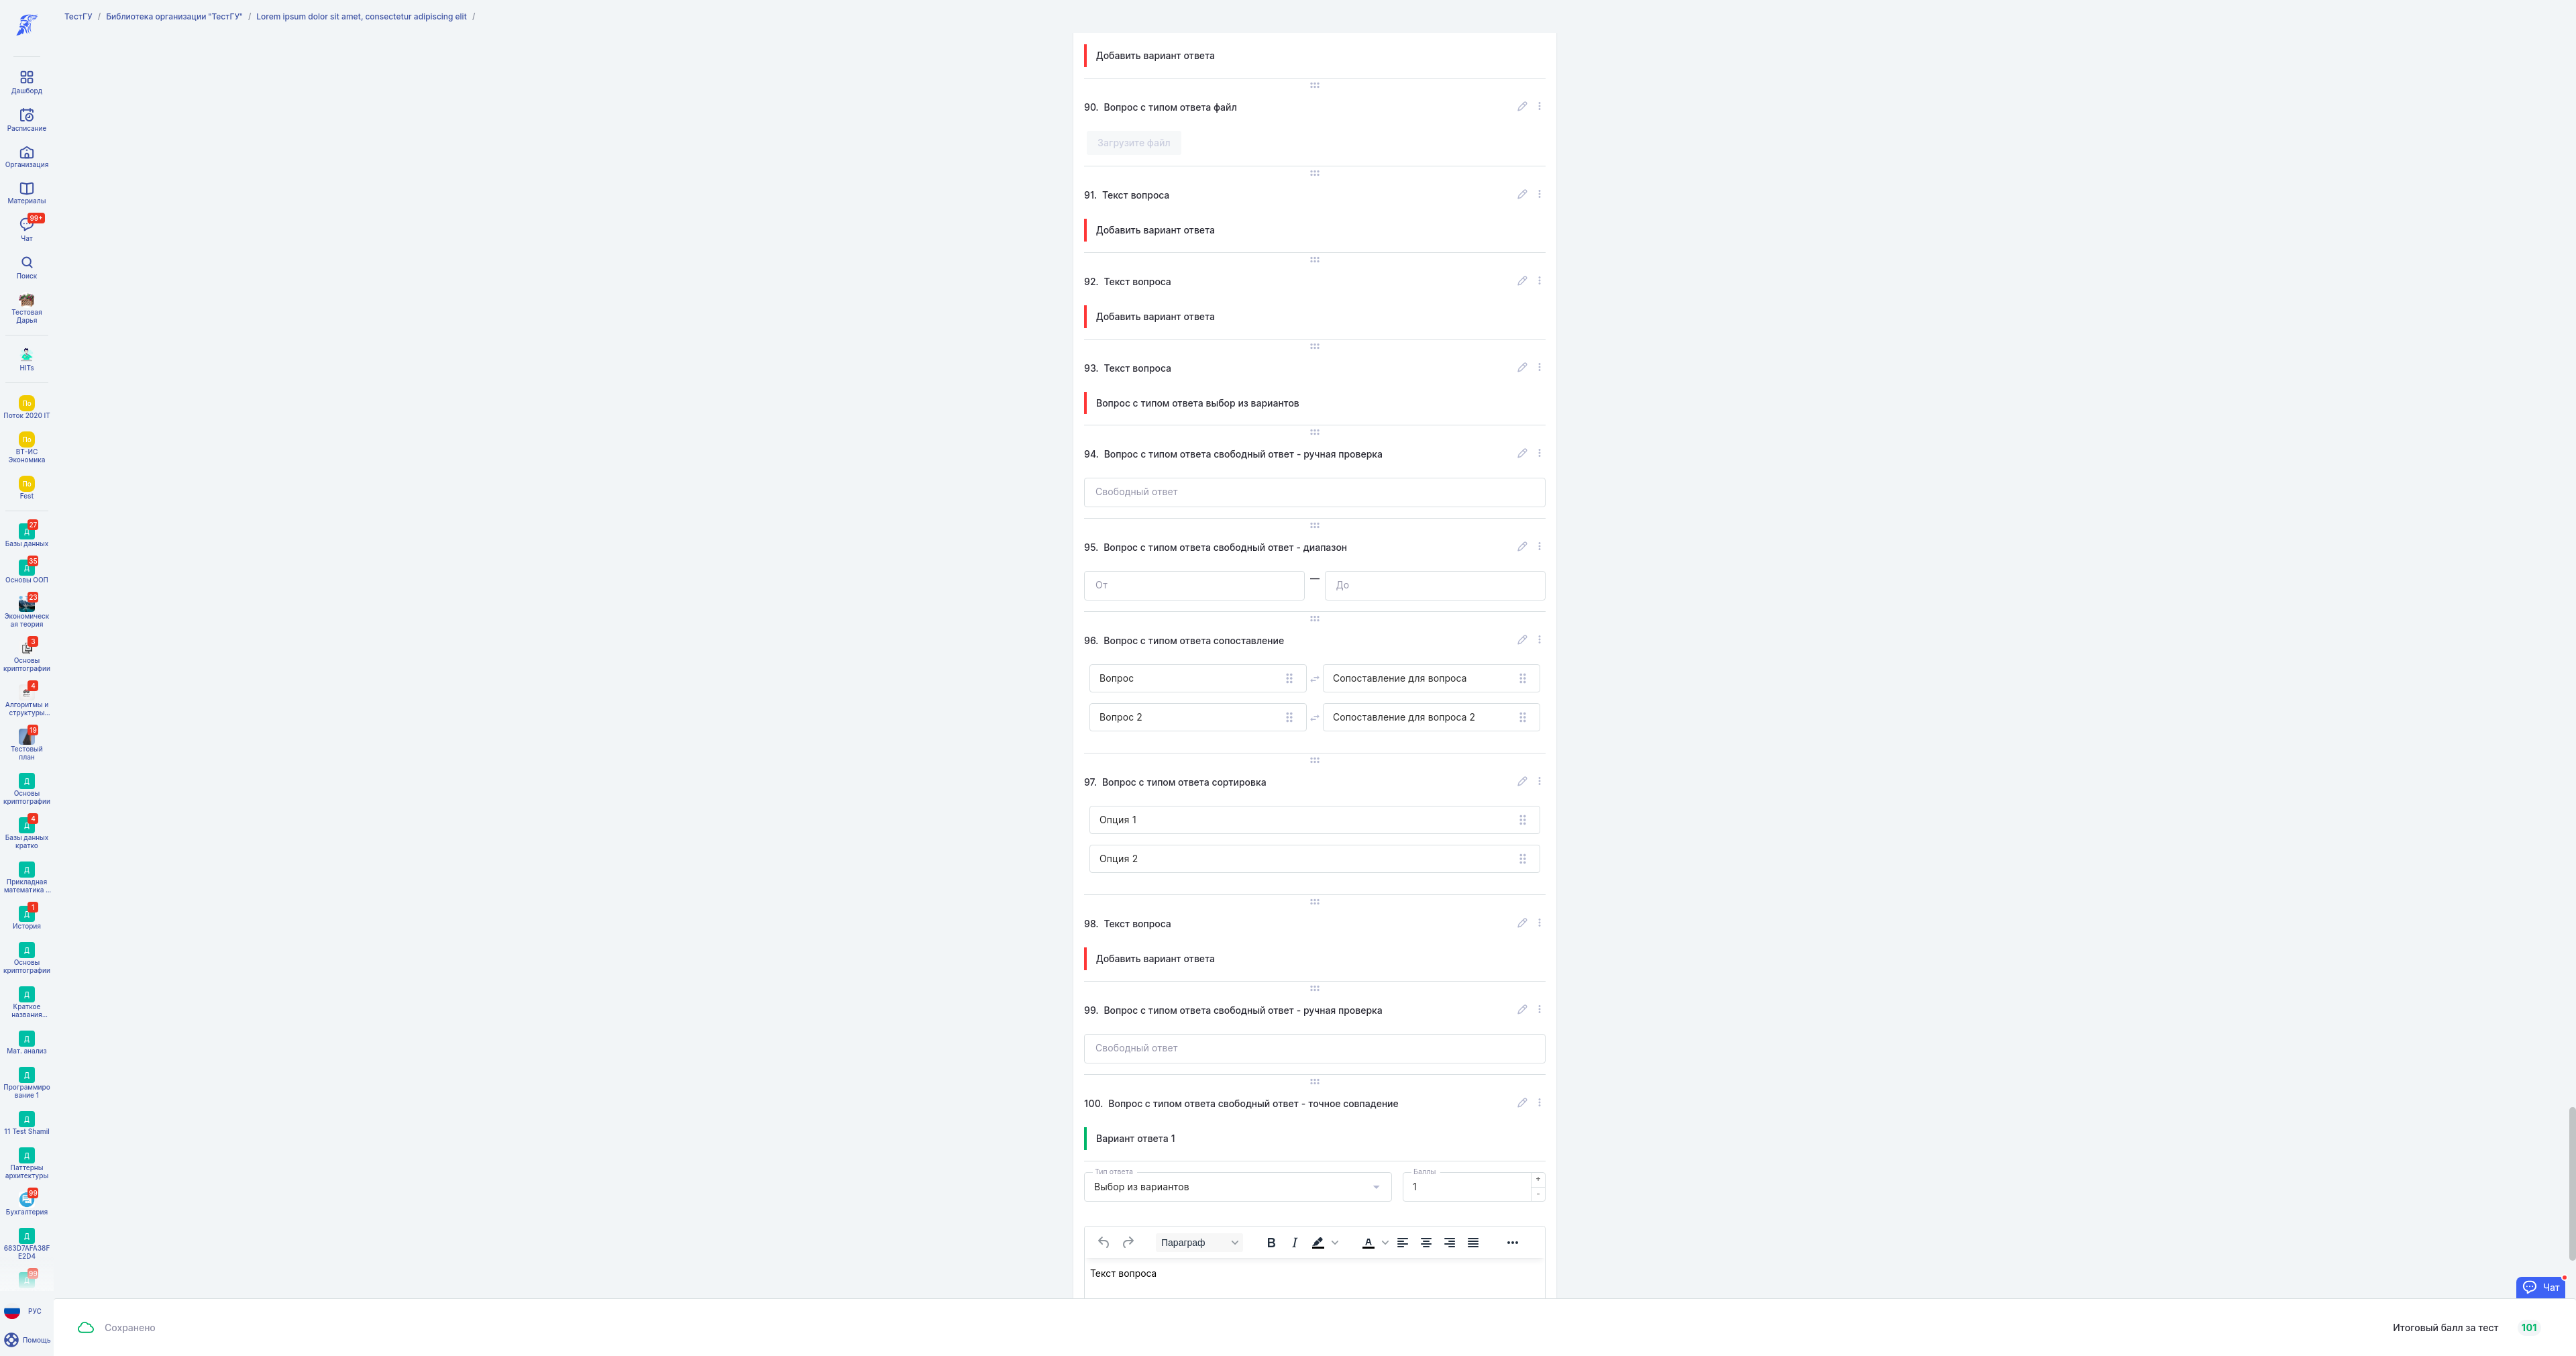 ТестГУ / Библиотека организации "ТестГУ" / Lorem ipsum dolor sit amet, consectetur adipiscing elit /
Дашборд
Расписание
Организация
Материалы
99+
Чат
Поиск
Тестовая
Дарья
HITs
По
Поток 2020 IT
По
ВТ-ИС
Экономика
По
Fest
27
Д
Базы данных
35
Д
Основы ООП
23
Экономическ
ая теория
3
Основы
криптографии
4
Алгоритмы и
структуры...
19
Тестовый
план
Д
Основы
криптографии
4
Д
Базы данных
кратко
Д
Прикладная
математика ...
1
Д
История
Д
Основы
криптографии
Д
Краткое
названия...
Д
Мат. анализ
Д
Программиро
вание 1
Д
11 Test Shamil
Д
Паттерны
архитектуры
99
Бухгалтерия
Д
683D7AFA38F
E2D4
99
Д
РУС
Помощь
Добавить вариант ответа
90. Вопрос с типом ответа файл
Загрузите файл
91. Текст вопроса
Добавить вариант ответа
92. Текст вопроса
Добавить вариант ответа
93. Текст вопроса
Вопрос с типом ответа выбор из вариантов
94. Вопрос с типом ответа свободный ответ - ручная проверка
Свободный ответ
95. Вопрос с типом ответа свободный ответ - диапазон
От — До
96. Вопрос с типом ответа сопоставление
Вопрос Сопоставление для вопроса
Вопрос 2 Сопоставление для вопроса 2
97. Вопрос с типом ответа сортировка
Опция 1
Опция 2
98. Текст вопроса
Добавить вариант ответа
99. Вопрос с типом ответа свободный ответ - ручная проверка
Свободный ответ
100. Вопрос с типом ответа свободный ответ - точное совпадение
Вариант ответа 1
Тип ответа Баллы
Выбор из вариантов 1 + -
Параграф B I A
Текст вопроса
Чат
Сохранено
Итоговый балл за тест 101